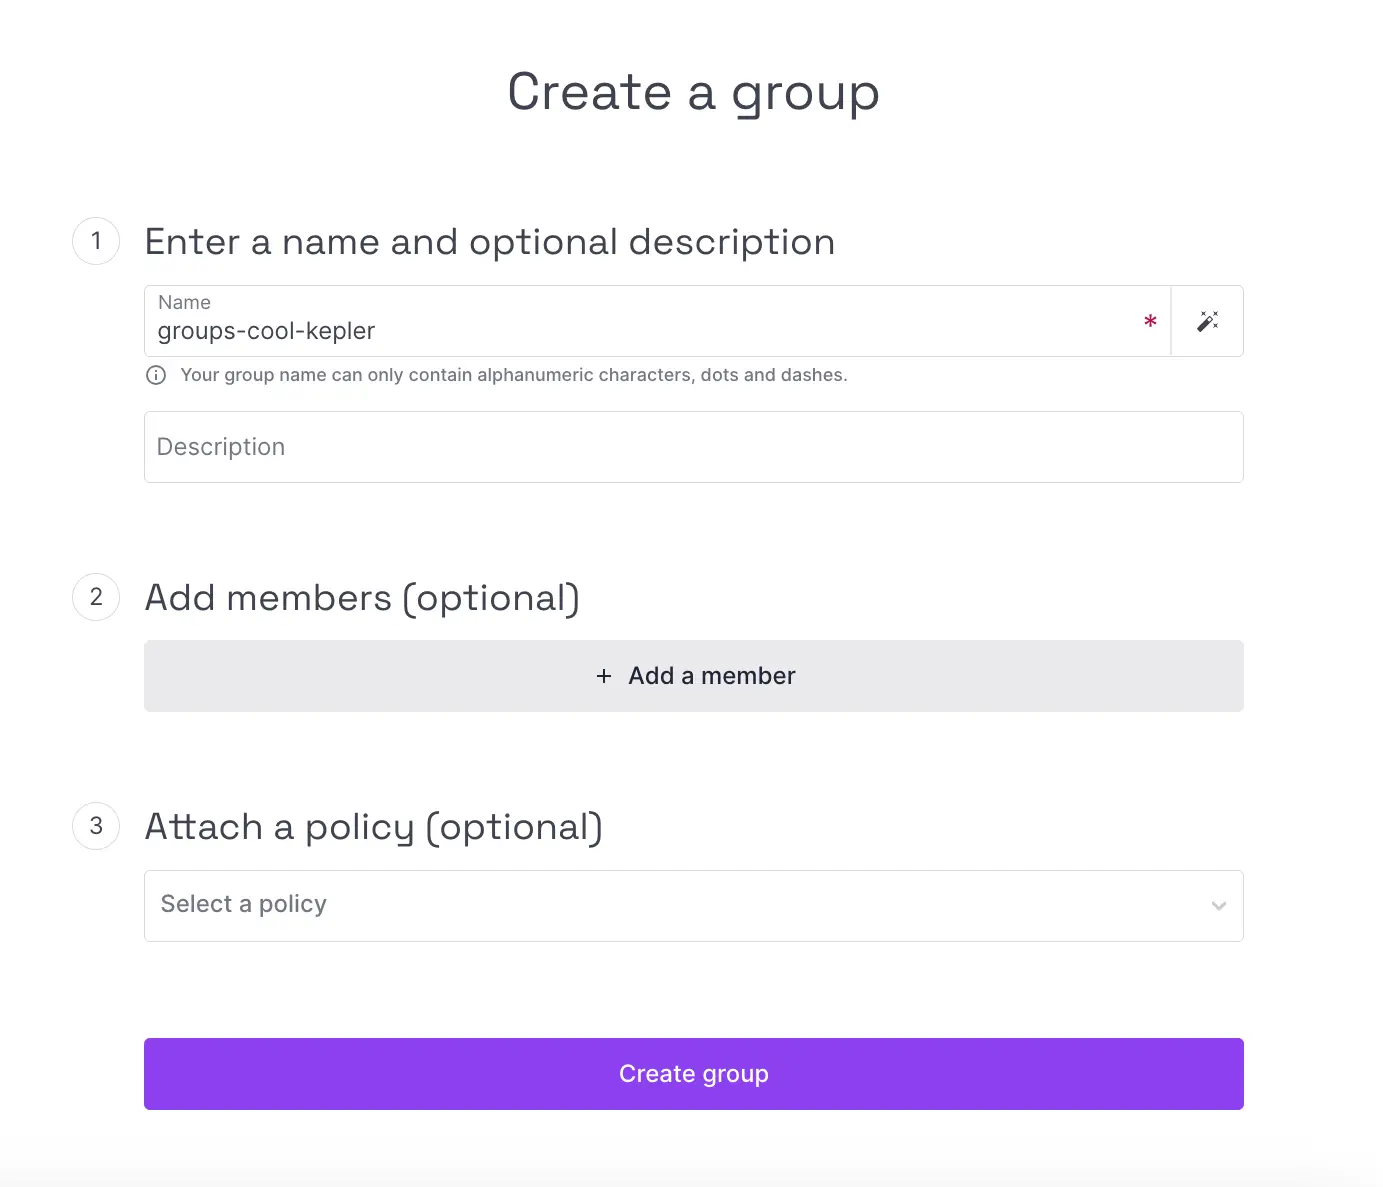 Create a group
1 Enter a name and optional description
Name
groups-cool-kepler *
Your group name can only contain alphanumeric characters, dots and dashes.
Description
2 Add members (optional)
+ Add a member
3 Attach a policy (optional)
Select a policy
Create group